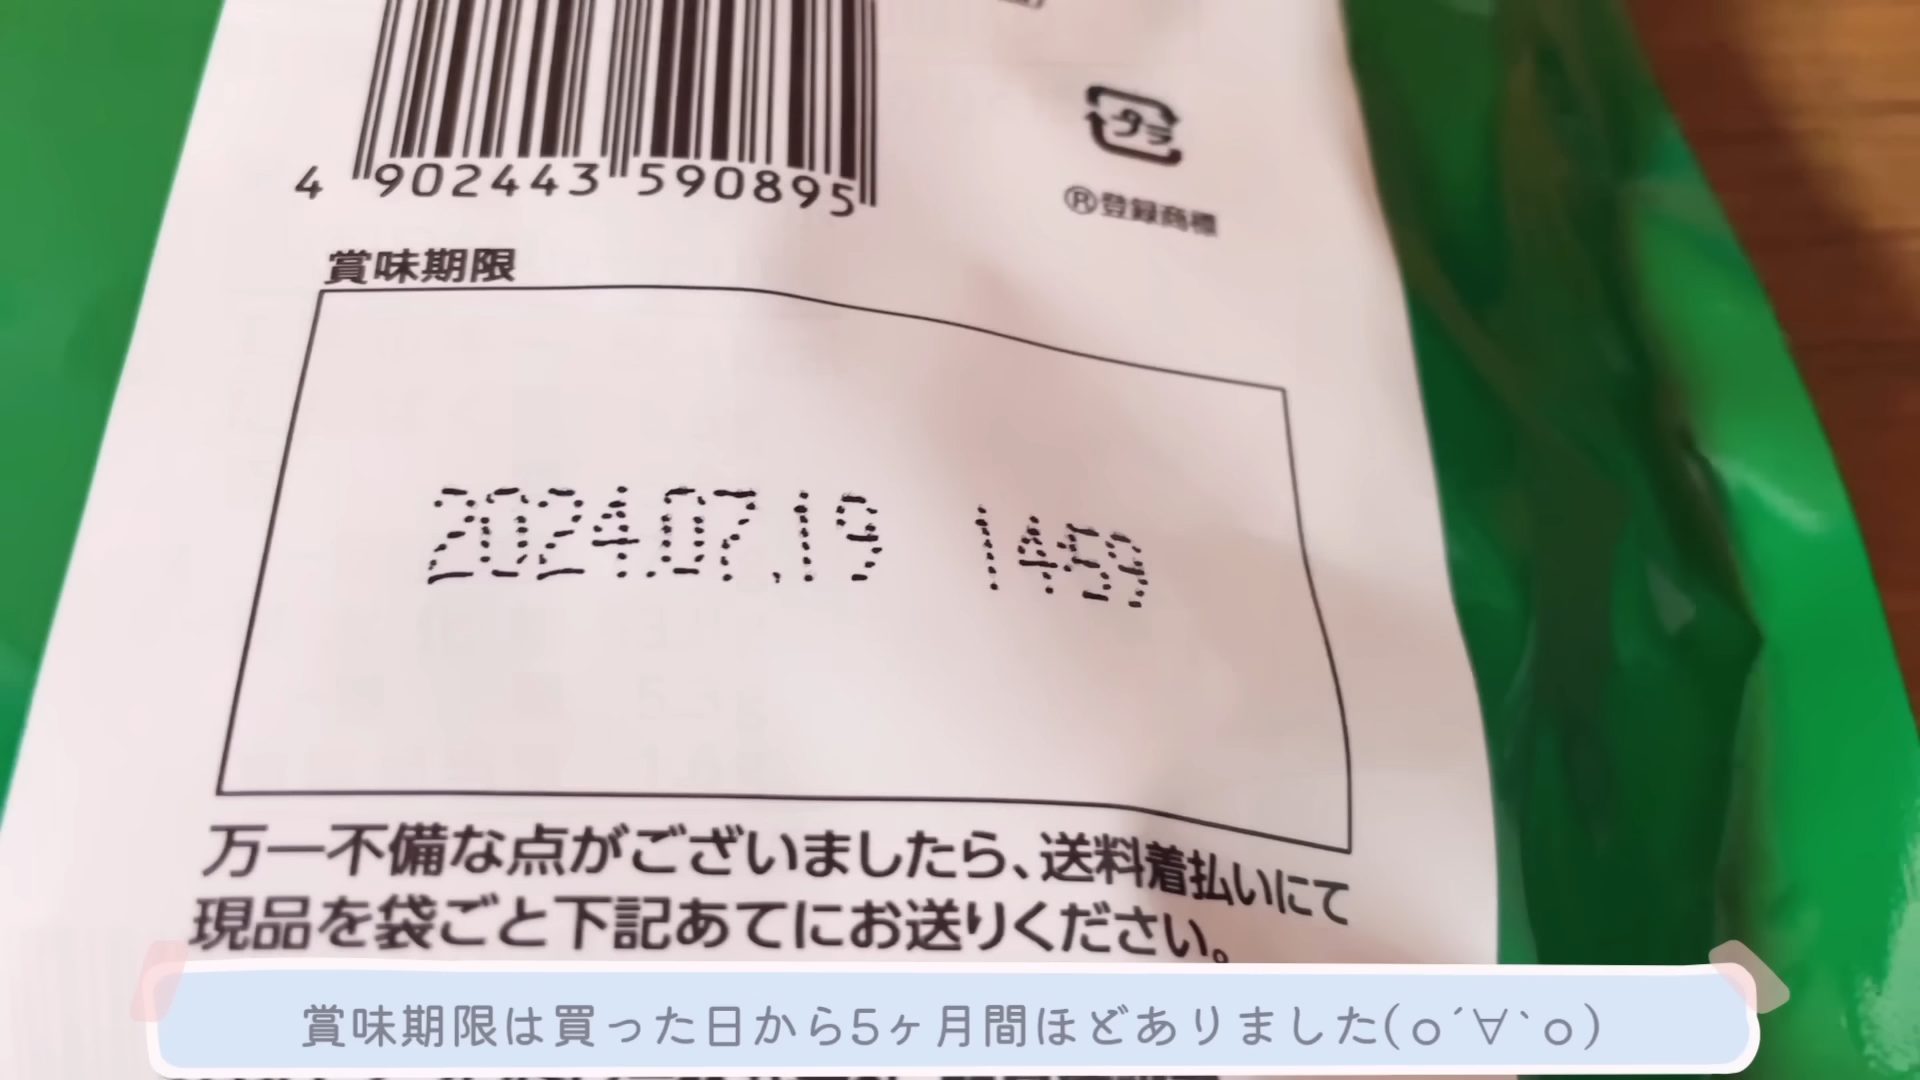 4 902443 590895
プラ
®登録商標
賞味期限
2024.07.19 1459
万一不備な点がございましたら、送料着払いにて
現品を袋ごと下記あてにお送りください。
賞味期限は買った日から5ヶ月間ほどありました(о´∀`о)